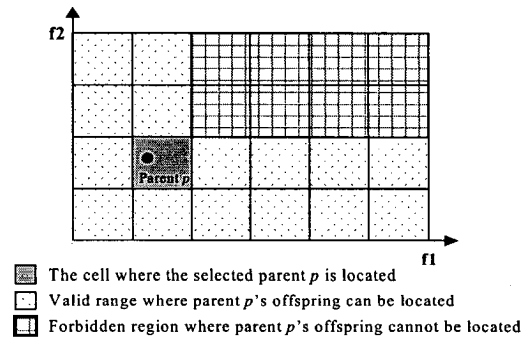 f2
Parent p
f1
The cell where the selected parent p is located
Valid range where parent p's offspring can be located
Forbidden region where parent p's offspring cannot be located